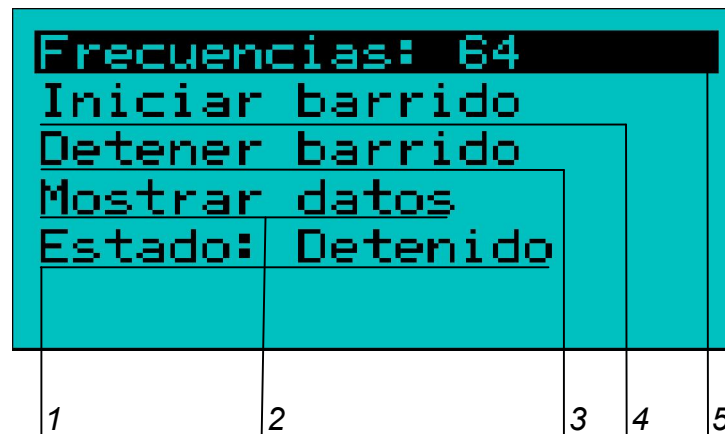 Frecuencias: 64
Iniciar barrido
Detener barrido
Mostrar datos
Estado: Detenido
1 2 3 4 5